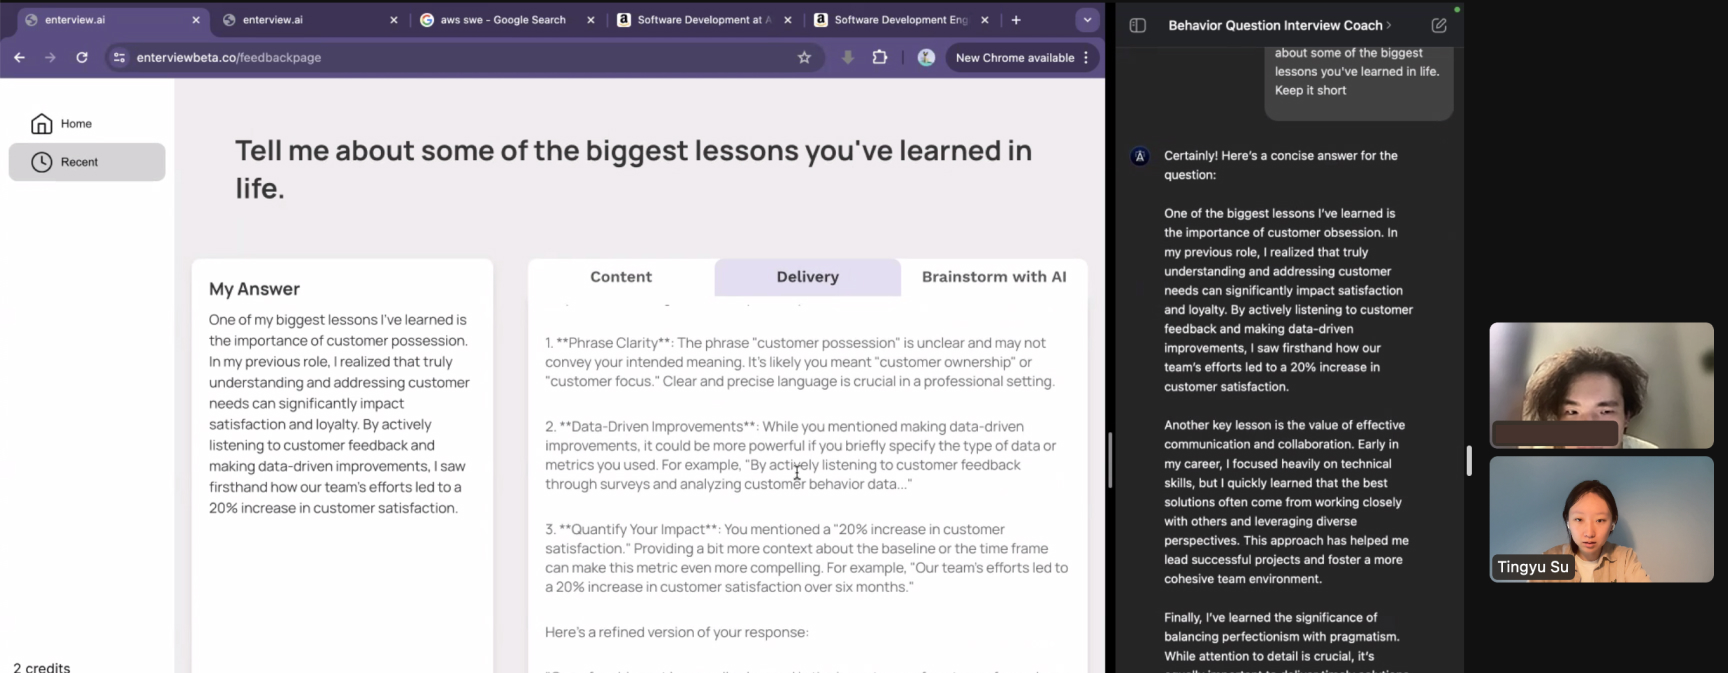 enterview.ai
enterview.ai
aws swe - Google Search
Software Development at A
Software Development Eng
enterviewbeta.co/feedbackpage
New Chrome available
Home
Recent
2 credits
Tell me about some of the biggest lessons you've learned in
life.
My Answer
One of my biggest lessons I've learned is
the importance of customer possession.
In my previous role, I realized that truly
understanding and addressing customer
needs can significantly impact
satisfaction and loyalty. By actively
listening to customer feedback and
making data-driven improvements, I saw
firsthand how our team's efforts led to a
20% increase in customer satisfaction.
Content
Delivery
Brainstorm with AI
1. **Phrase Clarity**: The phrase "customer possession" is unclear and may not
convey your intended meaning. It's likely you meant "customer ownership" or
"customer focus." Clear and precise language is crucial in a professional setting.
2. **Data-Driven Improvements**: While you mentioned making data-driven
improvements, it could be more powerful if you briefly specify the type of data or
metrics you used. For example, "By actively listening to customer feedback
through surveys and analyzing customer behavior data..."
3. **Quantify Your Impact**: You mentioned a "20% increase in customer
satisfaction." Providing a bit more context about the baseline or the time frame
can make this metric even more compelling. For example, "Our team's efforts led to
a 20% increase in customer satisfaction over six months."
Here's a refined version of your response:
Behavior Question Interview Coach
about some of the biggest
lessons you've learned in life.
Keep it short
Certainly! Here's a concise answer for the
question:
One of the biggest lessons I've learned is
the importance of customer obsession. In
my previous role, I realized that truly
understanding and addressing customer
needs can significantly impact satisfaction
and loyalty. By actively listening to customer
feedback and making data-driven
improvements, I saw firsthand how our
team's efforts led to a 20% increase in
customer satisfaction.
Another key lesson is the value of effective
communication and collaboration. Early in
my career, I focused heavily on technical
skills, but I quickly learned that the best
solutions often come from working closely
with others and leveraging diverse
perspectives. This approach has helped me
lead successful projects and foster a more
cohesive team environment.
Finally, I've learned the significance of
balancing perfectionism with pragmatism.
While attention to detail is crucial, it's
Tingyu Su